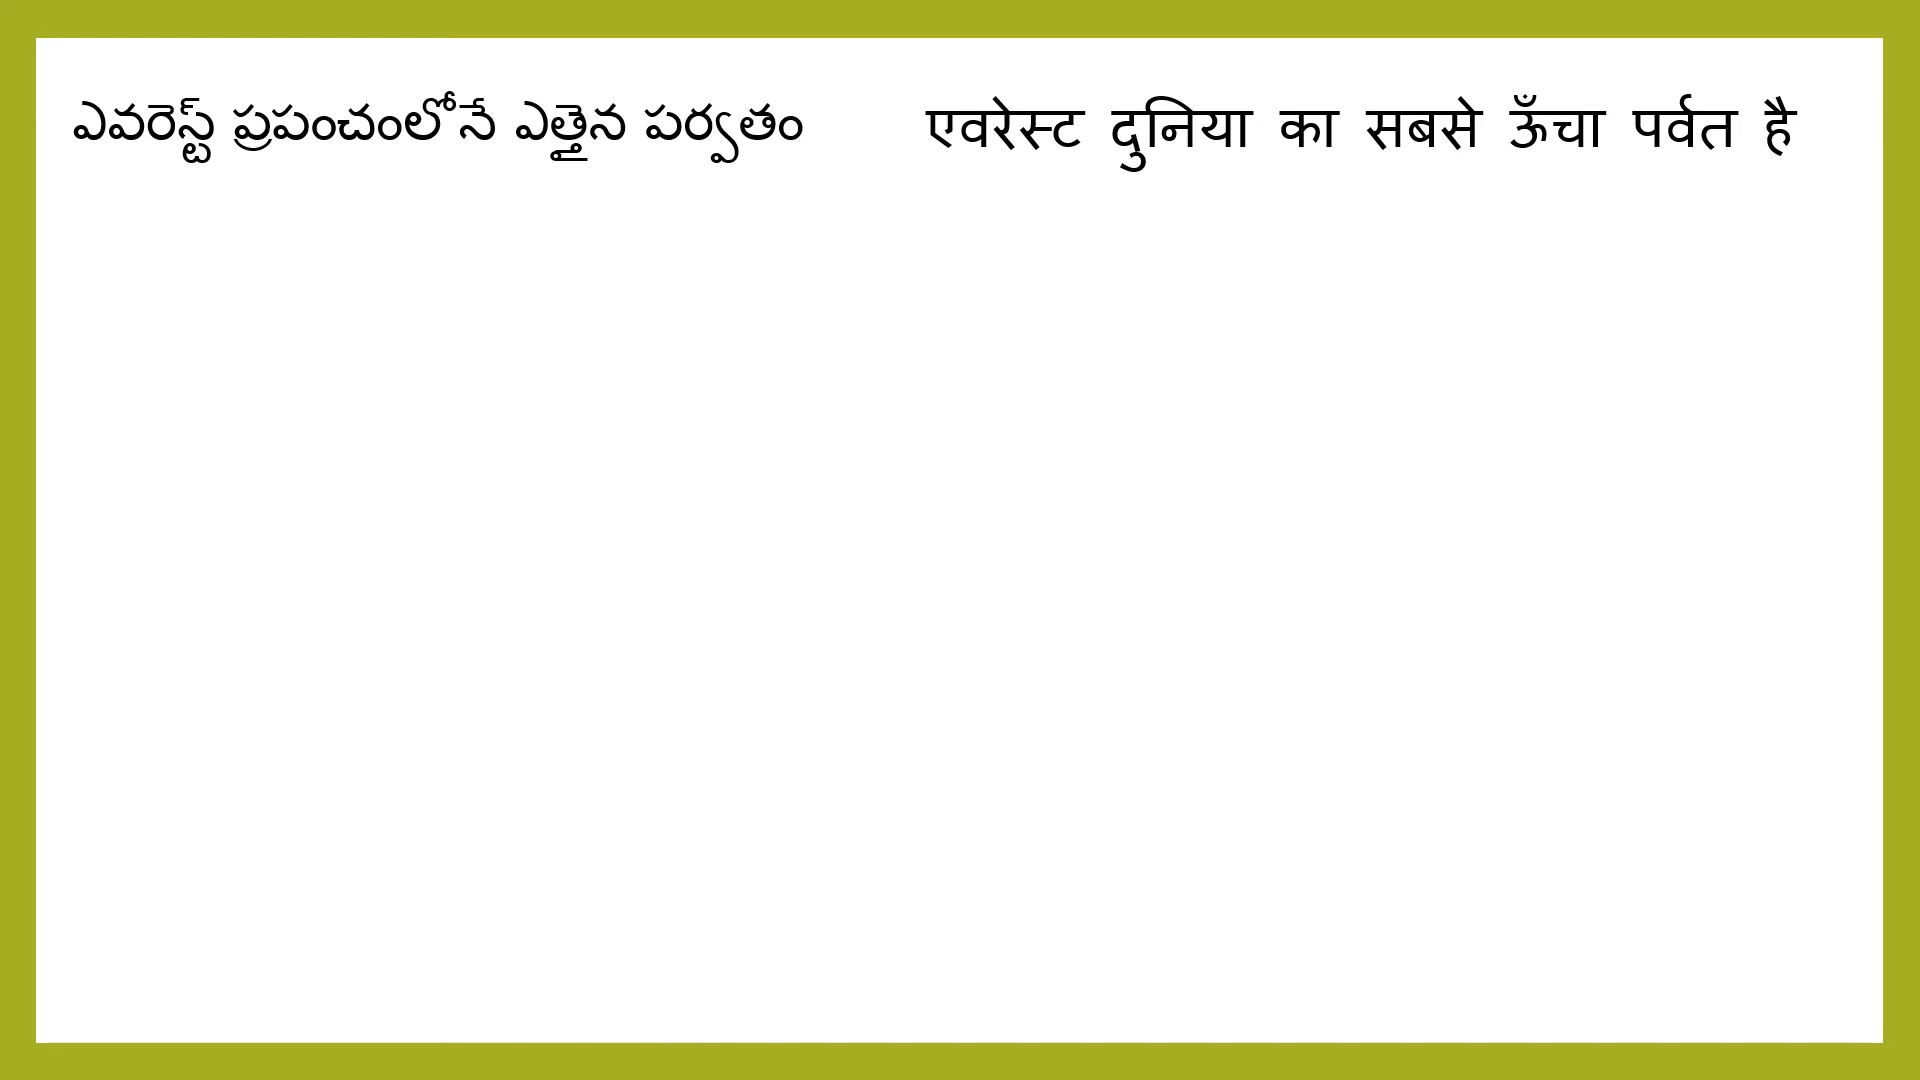 ఎవరెస్ట్ ప్రపంచంలోనే ఎత్తైన పర్వతం
एवरेस्ट दुनिया का सबसे ऊँचा पर्वत है